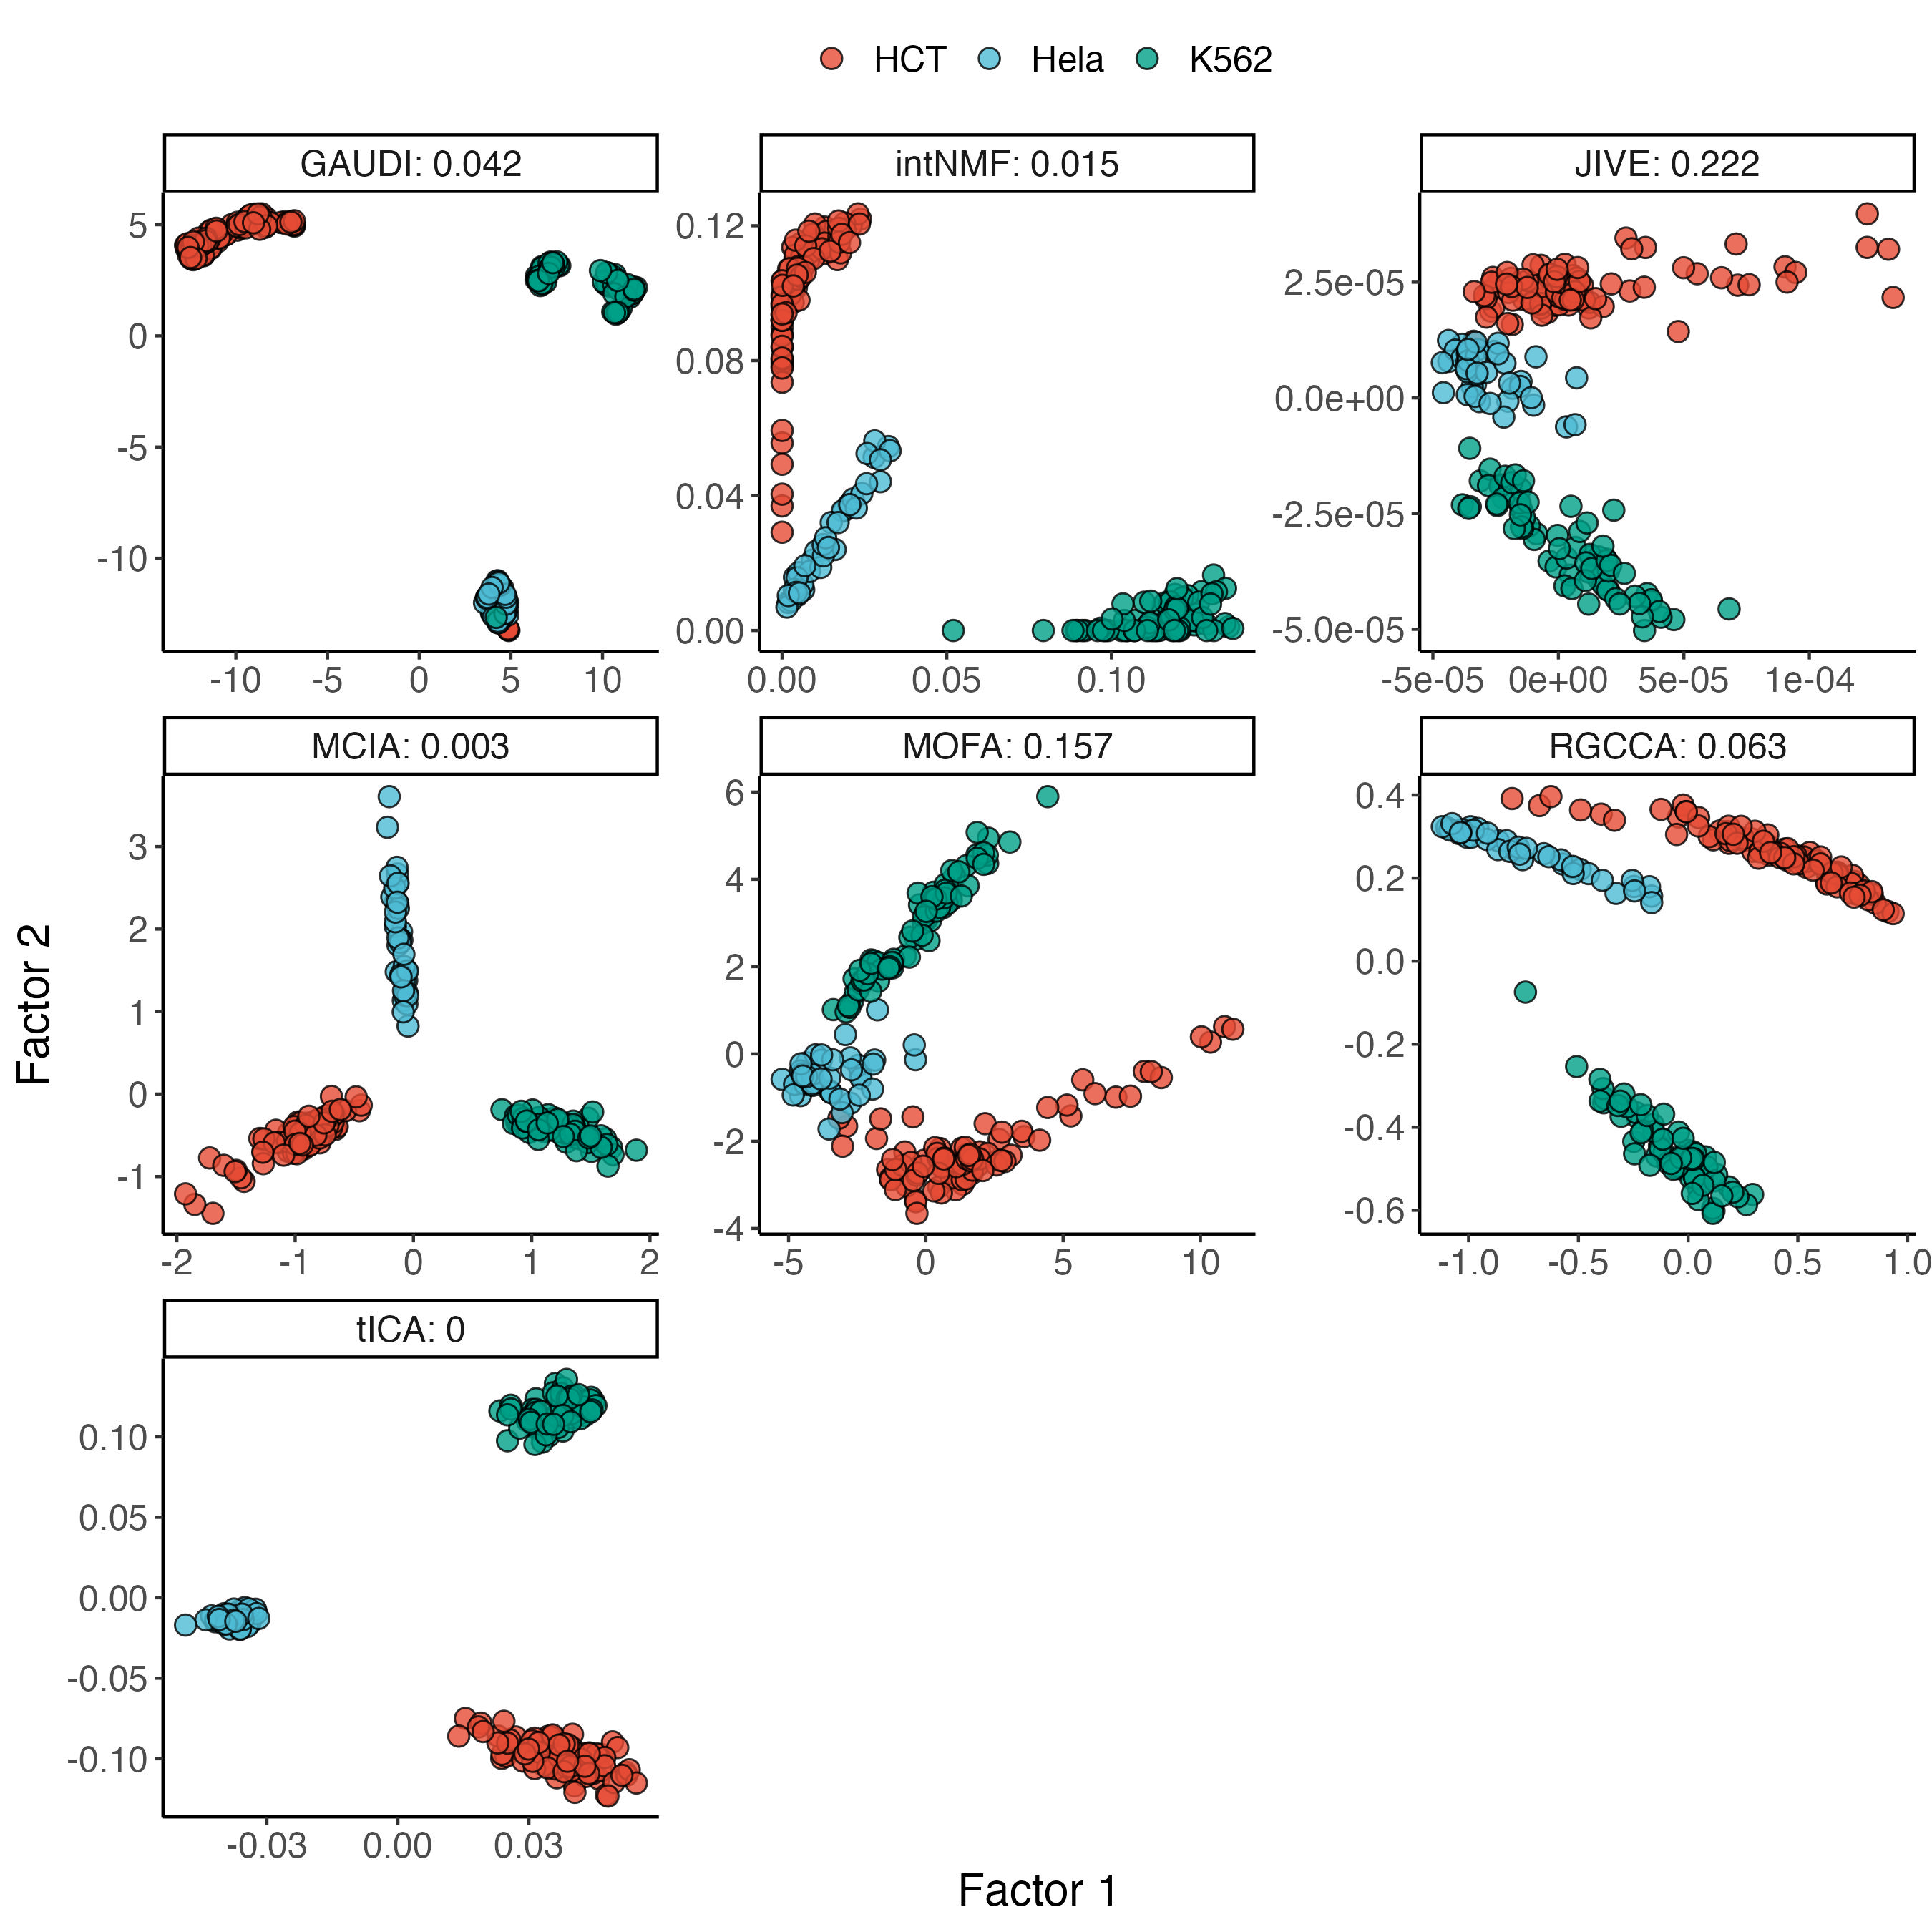 HCT Hela K562
GAUDI: 0.042
intNMF: 0.015
JIVE: 0.222
5
0
-5
-10
-10 -5 0 5 10
0.12
0.08
0.04
0.00
0.00 0.05 0.10
2.5e-05
0.0e+00
-2.5e-05
-5.0e-05
-5e-05 0e+00 5e-05 1e-04
MCIA: 0.003
MOFA: 0.157
RGCCA: 0.063
3
2
1
0
-1
-2 -1 0 1 2
6
4
2
0
-2
-4
-5 0 5 10
0.4
0.2
0.0
-0.2
-0.4
-0.6
-1.0 -0.5 0.0 0.5 1.0
tICA: 0
0.10
0.05
0.00
-0.05
-0.10
-0.03 0.00 0.03
Factor 2
Factor 1